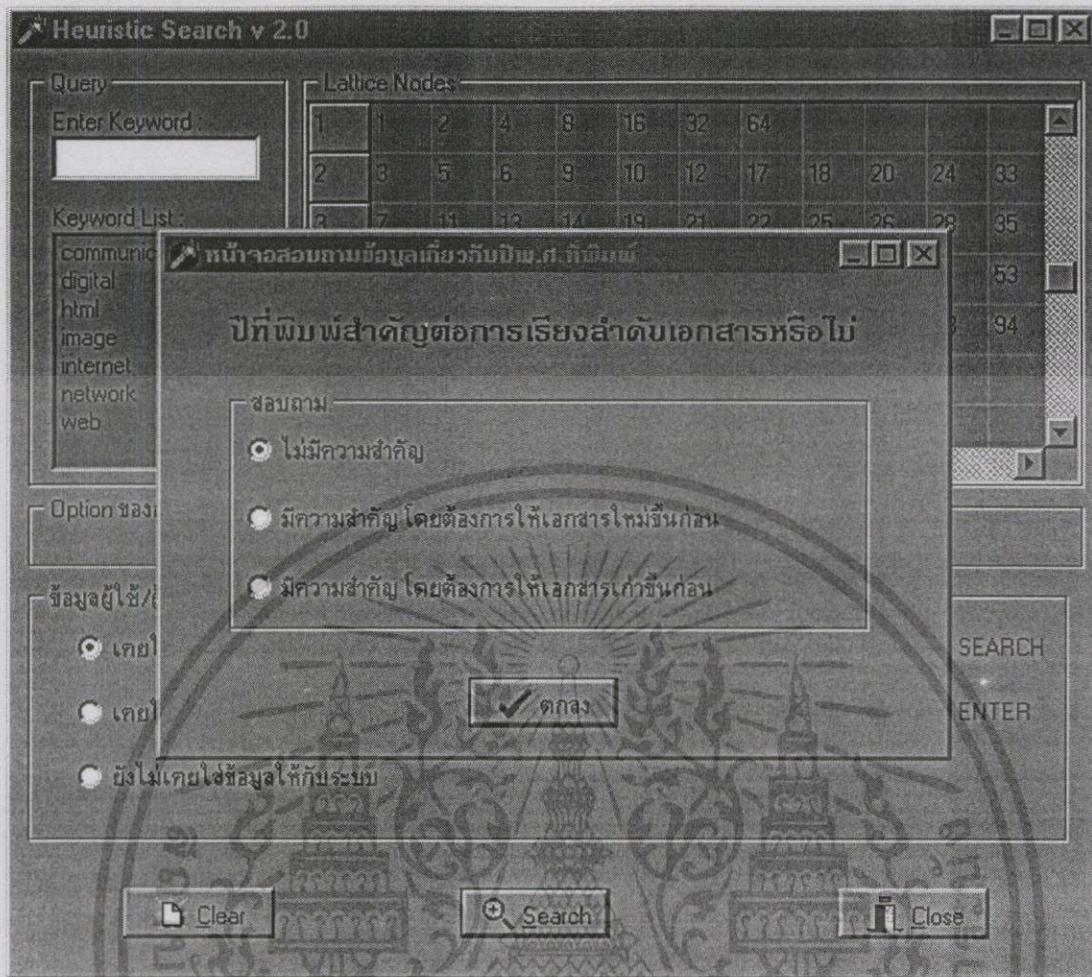 Heuristic Search v 2.0
Query
Enter Keyword :
Keyword List :
communic
digital
html
image
internet
network
web
Lattice Nodes
1 1 2 4 8 16 32 64
2 3 5 6 9 10 12 17 18 20 24 33
3 7 11 13 14 19 21 22 25 26 28 35
53
94
หน้าจอสอบถามข้อมูลเกี่ยวกับปีพ.ศ.ที่พิมพ์
ปีที่พิมพ์สำคัญต่อการเรียงลำดับเอกสารหรือไม่
สอบถาม
ไม่มีความสำคัญ
มีความสำคัญ โดยต้องการให้เอกสารใหม่ขึ้นก่อน
มีความสำคัญ โดยต้องการให้เอกสารเก่าขึ้นก่อน
ตกลง
Option ของ
ข้อมูลผู้ใช้/
เคยใ
SEARCH
เคยใ
ENTER
ยังไม่เคยใส่ข้อมูลให้กับระบบ
Clear
Search
Close